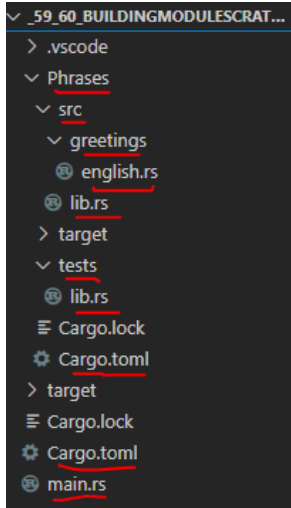 _59_60_BUILDINGMODULESCRAT...
.vscode
Phrases
src
greetings
english.rs
lib.rs
target
tests
lib.rs
Cargo.lock
Cargo.toml
target
Cargo.lock
Cargo.toml
main.rs